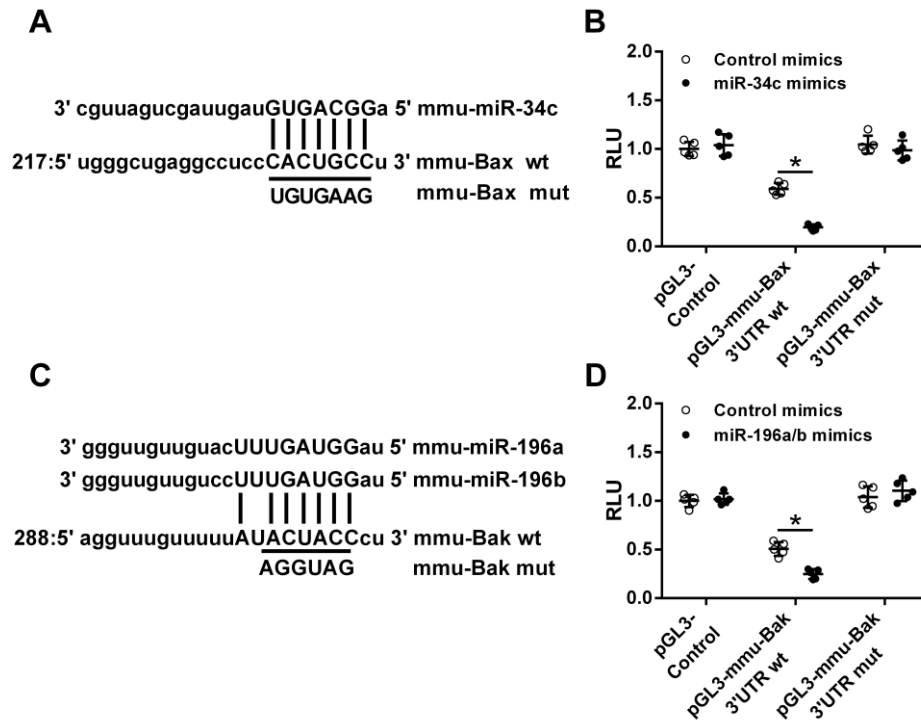 A
3' cguuagucgauugauGUGACGGa 5' mmu-miR-34c
217:5' ugggcugaggccuccCACUGCCu 3' mmu-Bax wt
UGUGAAG mmu-Bax mut
B
2.0
1.5
1.0
0.5
0.0
RLU
Control mimics
miR-34c mimics
*
pGL3-
Control
pGL3-mmu-Bax
3'UTR wt
pGL3-mmu-Bax
3'UTR mut
C
3' ggguuguuguacUUUGAUGGau 5' mmu-miR-196a
3' ggguuguuguccUUUGAUGGau 5' mmu-miR-196b
288:5' agguuuguuuuuAUACUACCcu 3' mmu-Bak wt
AGGUAG mmu-Bak mut
D
2.0
1.5
1.0
0.5
0.0
RLU
Control mimics
miR-196a/b mimics
*
pGL3-
Control
pGL3-mmu-Bak
3'UTR wt
pGL3-mmu-Bak
3'UTR mut